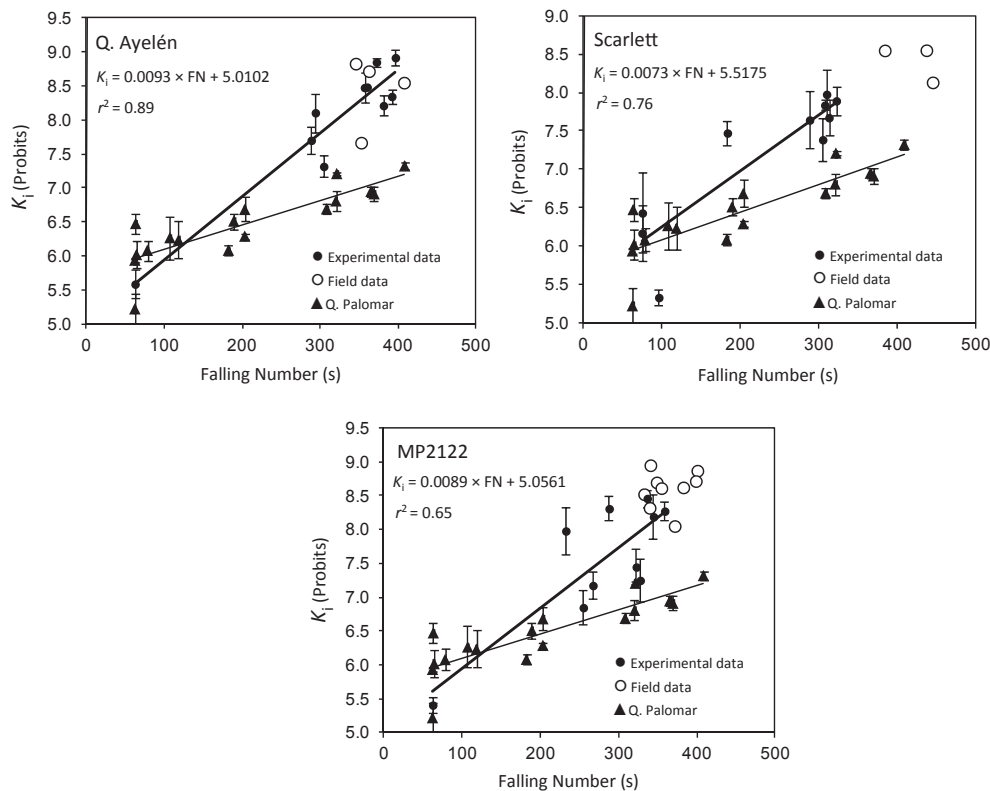 Q. Ayelén
Kᵢ = 0.0093 × FN + 5.0102
r² = 0.89
Kᵢ (Probits)
9.5
9.0
8.5
8.0
7.5
7.0
6.5
6.0
5.5
5.0
0
100
200
300
400
500
Falling Number (s)
Experimental data
Field data
Q. Palomar
Scarlett
Kᵢ = 0.0073 × FN + 5.5175
r² = 0.76
Kᵢ (Probits)
9.0
8.5
8.0
7.5
7.0
6.5
6.0
5.5
5.0
0
100
200
300
400
500
Falling Number (s)
Experimental data
Field data
Q. Palomar
MP2122
Kᵢ = 0.0089 × FN + 5.0561
r² = 0.65
Kᵢ (Probits)
9.5
9.0
8.5
8.0
7.5
7.0
6.5
6.0
5.5
5.0
0
100
200
300
400
500
Falling Number (s)
Experimental data
Field data
Q. Palomar